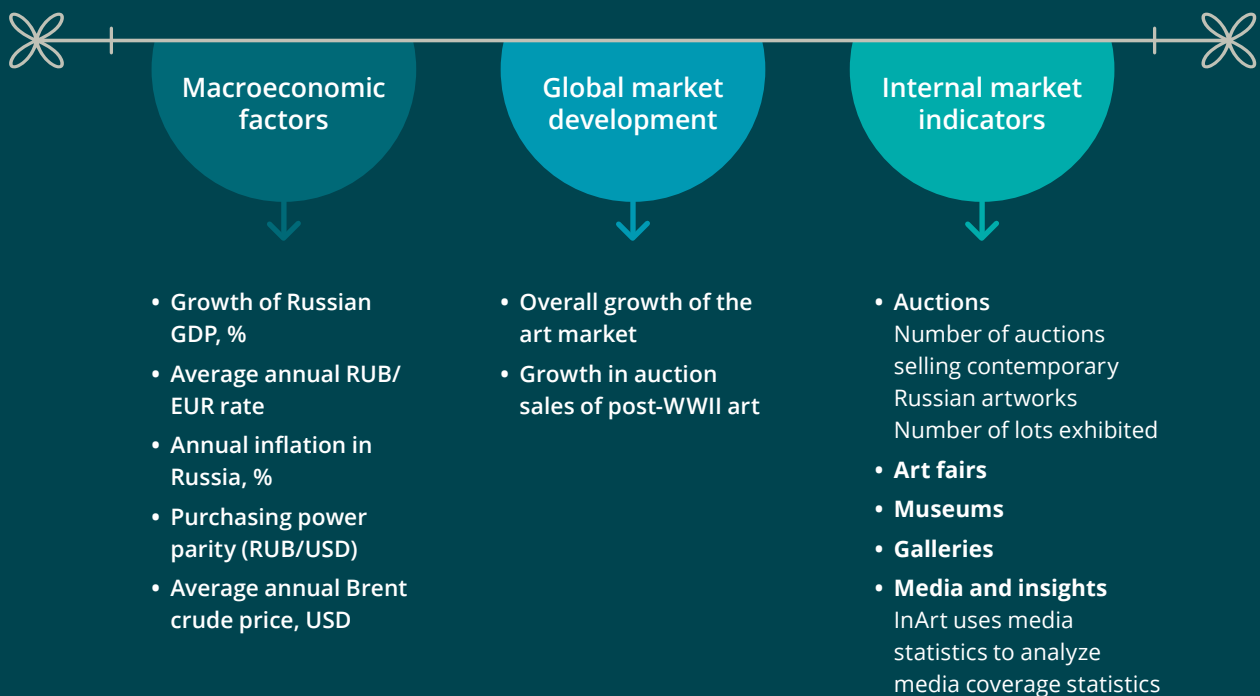 Macroeconomic
factors
• Growth of Russian
GDP, %
• Average annual RUB/
EUR rate
• Annual inflation in
Russia, %
• Purchasing power
parity (RUB/USD)
• Average annual Brent
crude price, USD
Global market
development
• Overall growth of the
art market
• Growth in auction
sales of post-WWII art
Internal market
indicators
• Auctions
Number of auctions
selling contemporary
Russian artworks
Number of lots exhibited
• Art fairs
• Museums
• Galleries
• Media and insights
InArt uses media
statistics to analyze
media coverage statistics